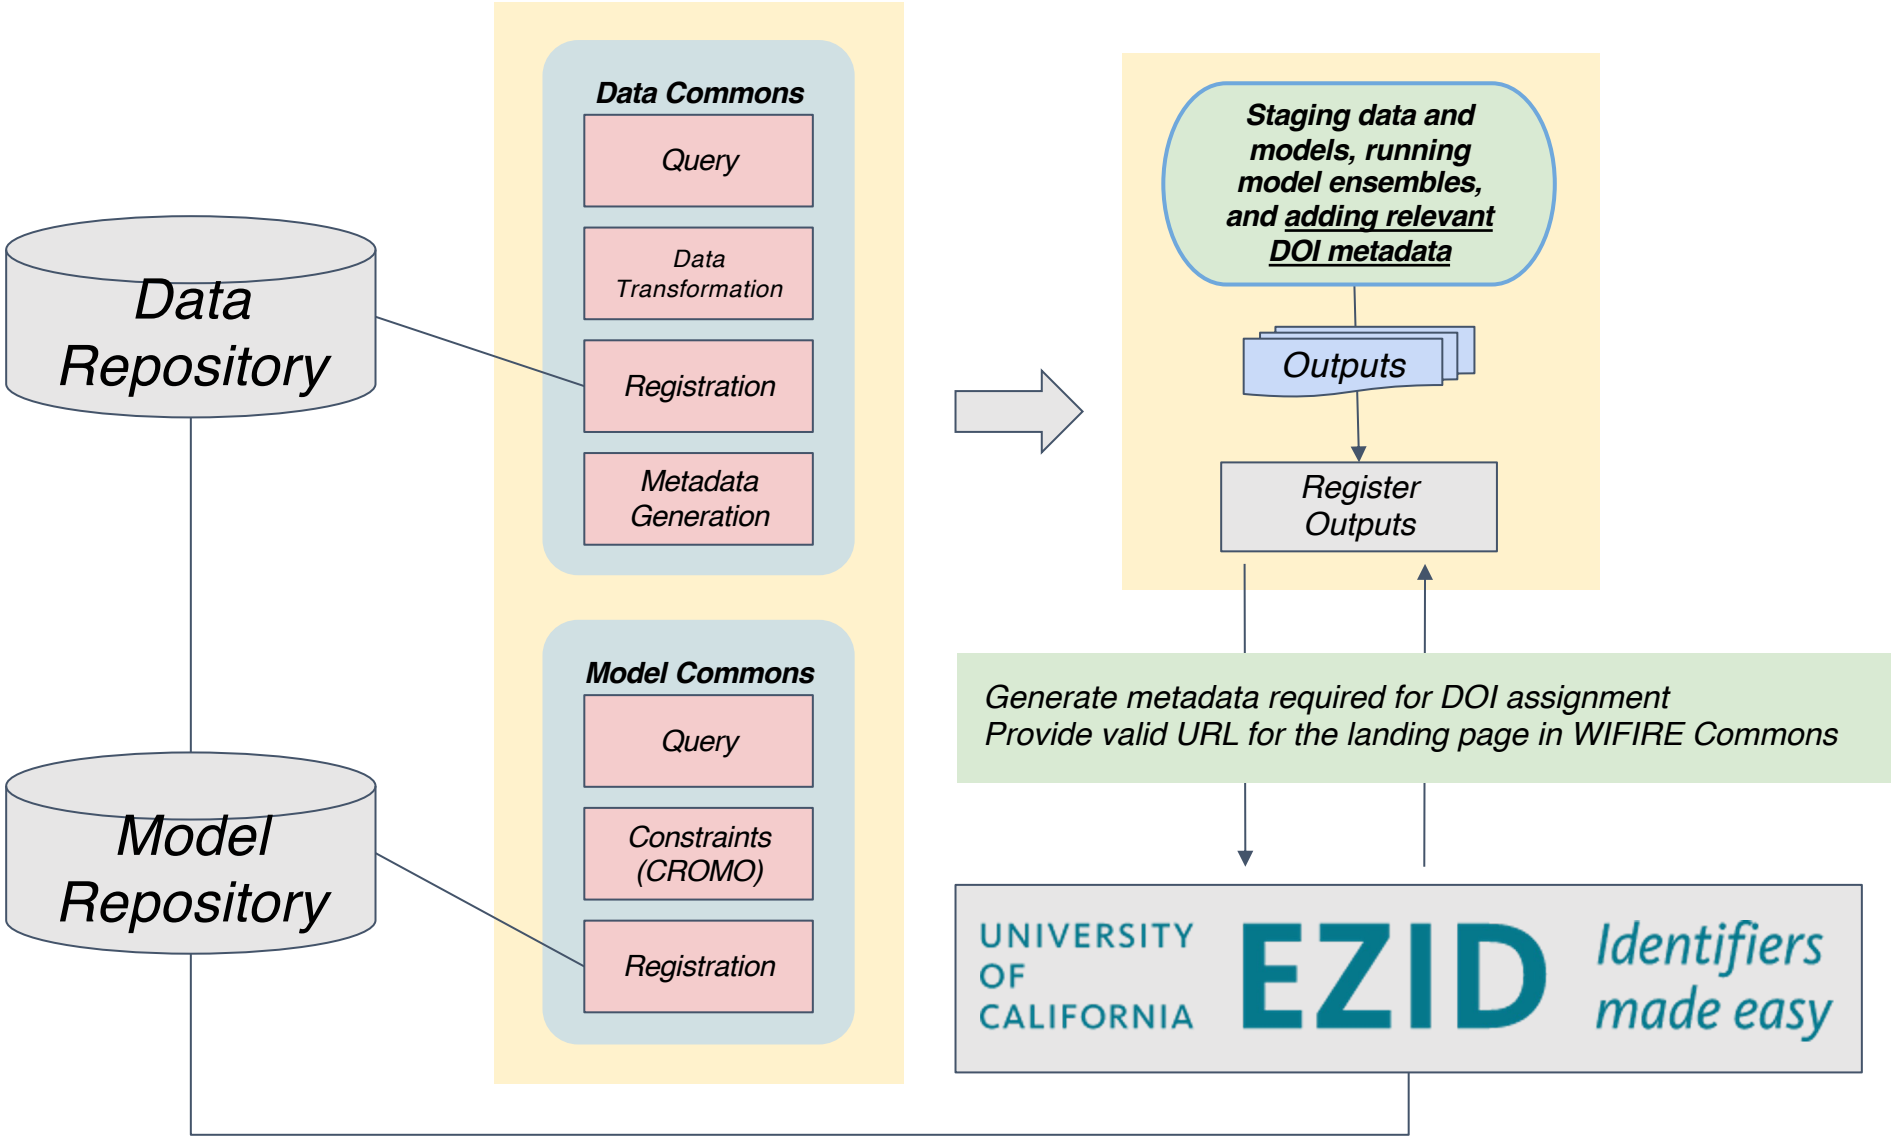 Data
Repository
Model
Repository
Data Commons
Query
Data
Transformation
Registration
Metadata
Generation
Model Commons
Query
Constraints
(CROMO)
Registration
Staging data and
models, running
model ensembles,
and adding relevant
DOI metadata
Outputs
Register
Outputs
Generate metadata required for DOI assignment
Provide valid URL for the landing page in WIFIRE Commons
UNIVERSITY
OF
CALIFORNIA
EZID
Identifiers
made easy